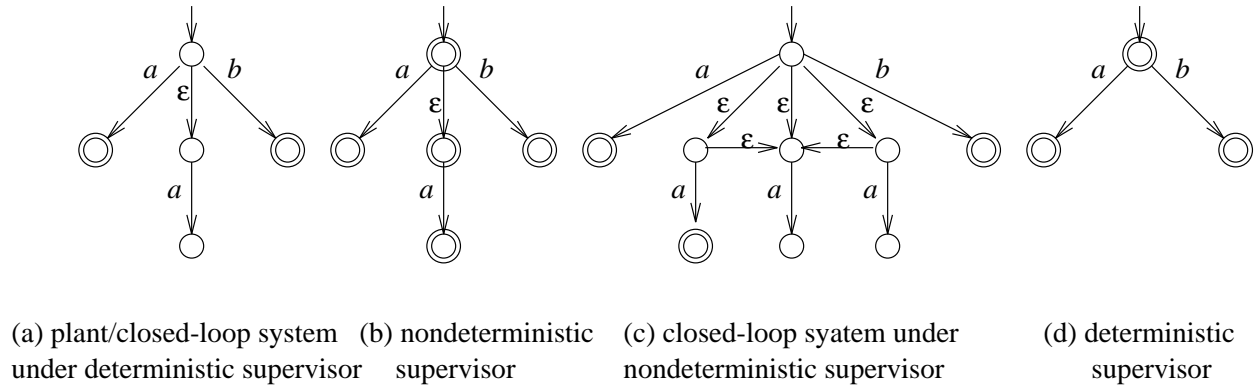 a ε b
a
a ε b
a
a ε ε ε b
ε ε
a a a
a b
(a) plant/closed-loop system
under deterministic supervisor
(b) nondeterministic
supervisor
(c) closed-loop syatem under
nondeterministic supervisor
(d) deterministic
supervisor